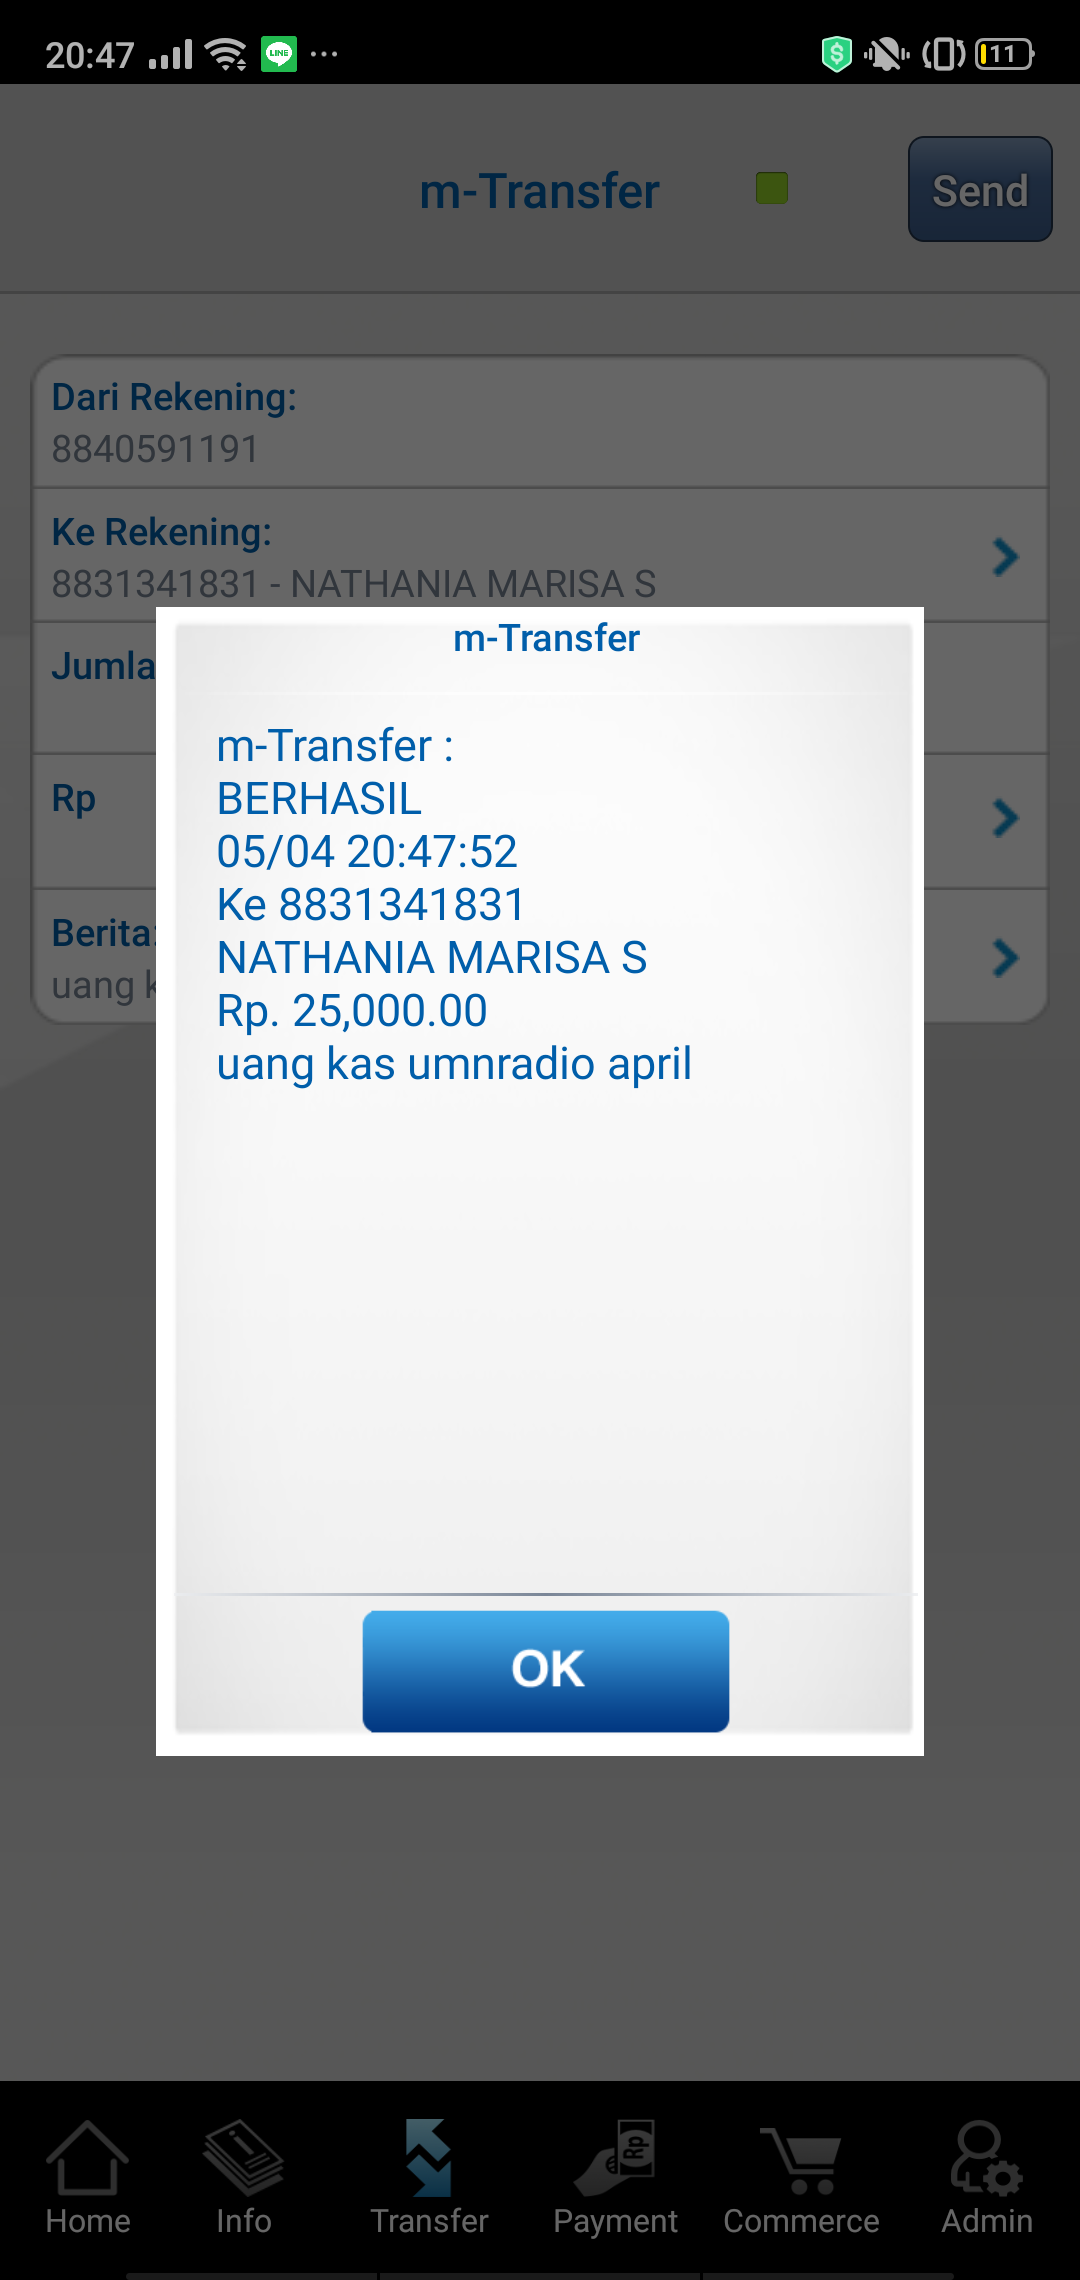 20:47
LINE
11
m-Transfer
Send
Dari Rekening:
8840591191
Ke Rekening:
8831341831 - NATHANIA MARISA S
Rp
Berita:
uang
m-Transfer
m-Transfer :
BERHASIL
05/04 20:47:52
Ke 8831341831
NATHANIA MARISA S
Rp. 25,000.00
uang kas umnradio april
OK
Home
Info
Transfer
Rp
Payment
Commerce
Admin